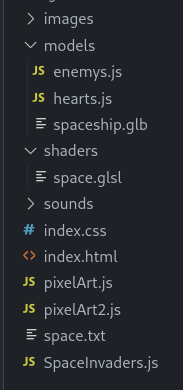 images
models
JS enemys.js
JS hearts.js
spaceship.glb
shaders
space.glsl
sounds
# index.css
<> index.html
JS pixelArt.js
JS pixelArt2.js
space.txt
JS SpaceInvaders.js